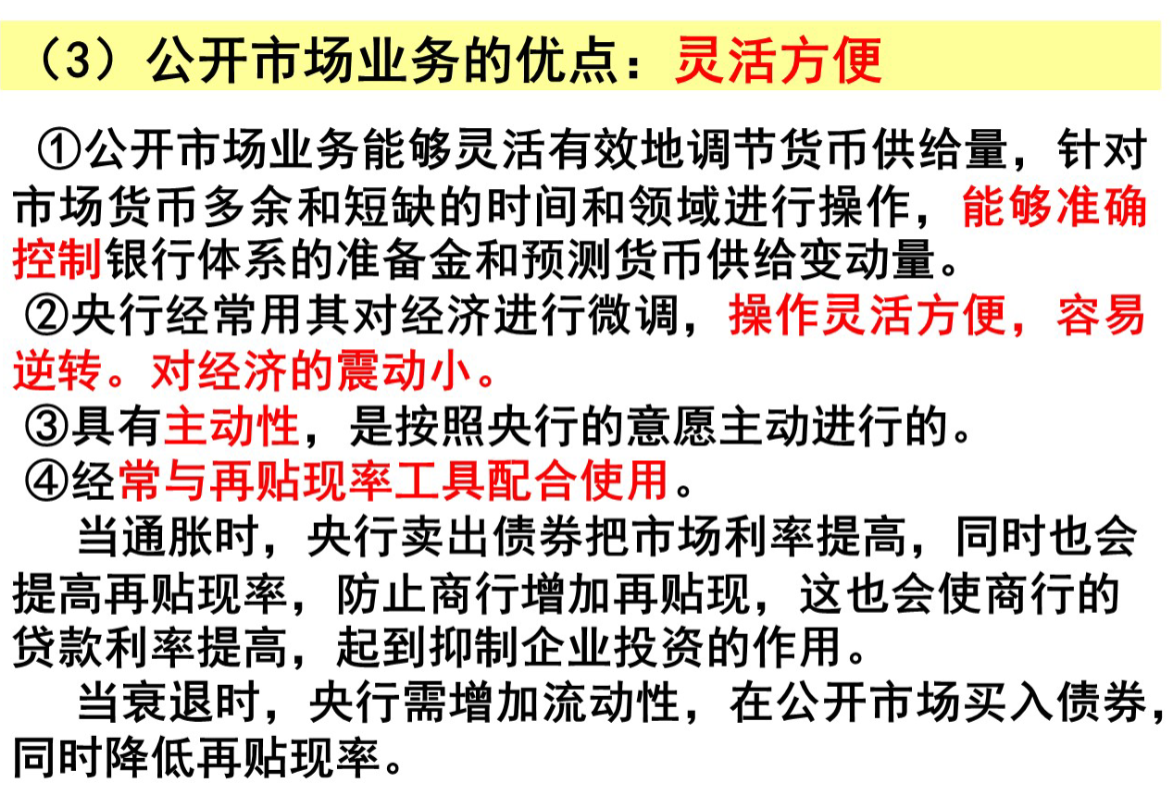 （3）公开市场业务的优点：灵活方便
①公开市场业务能够灵活有效地调节货币供给量，针对
市场货币多余和短缺的时间和领域进行操作，能够准确
控制银行体系的准备金和预测货币供给变动量。
②央行经常用其对经济进行微调，操作灵活方便，容易
逆转。对经济的震动小。
③具有主动性，是按照央行的意愿主动进行的。
④经常与再贴现率工具配合使用。
当通胀时，央行卖出债券把市场利率提高，同时也会
提高再贴现率，防止商行增加再贴现，这也会使商行的
贷款利率提高，起到抑制企业投资的作用。
当衰退时，央行需增加流动性，在公开市场买入债券，
同时降低再贴现率。